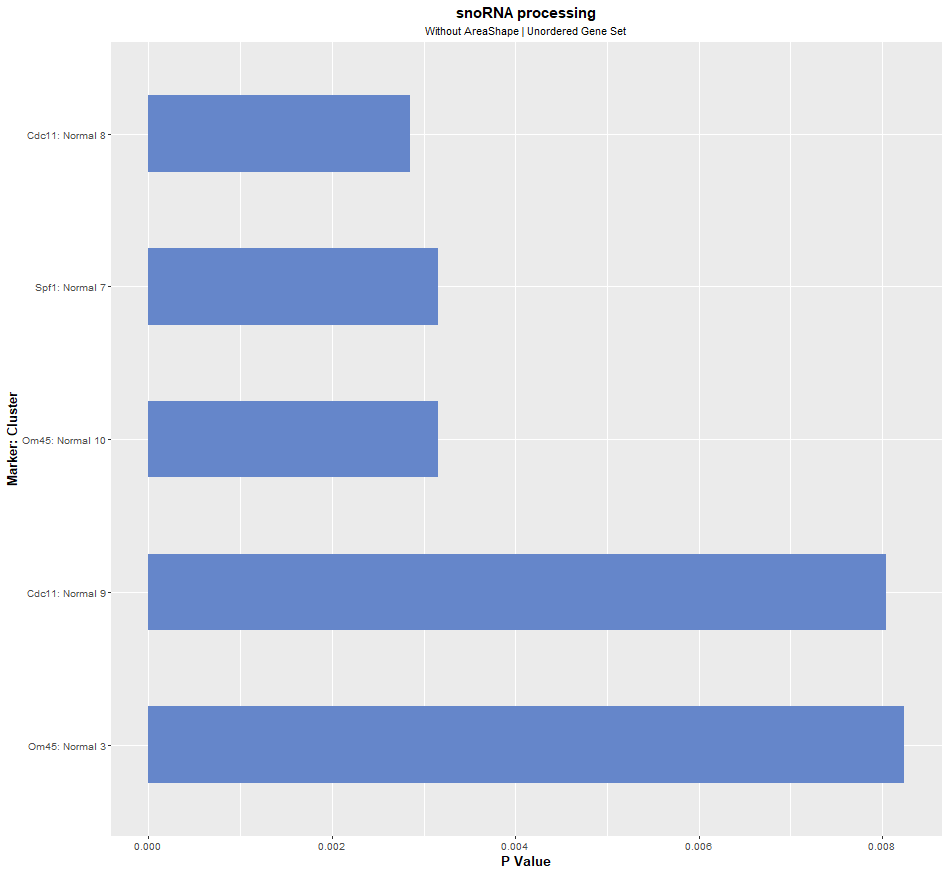 snoRNA processing
Without AreaShape | Unordered Gene Set
Marker: Cluster
Cdc11: Normal 8
Spf1: Normal 7
Om45: Normal 10
Cdc11: Normal 9
Om45: Normal 3
0.000 0.002 0.004 0.006 0.008
P Value